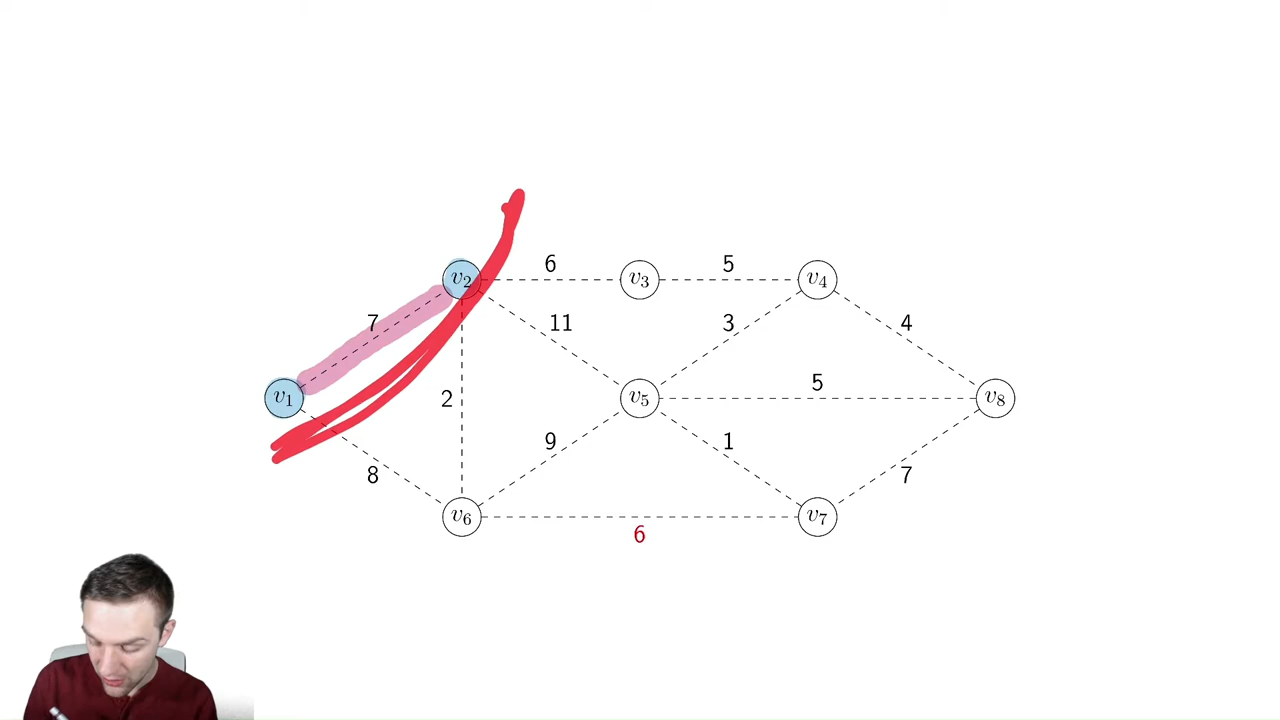 v₂ 6 v₃ 5 v₄
7 11 3 4
v₁ 2 v₅ 5 v₈
8 9 1 7
v₆ 6 v₇